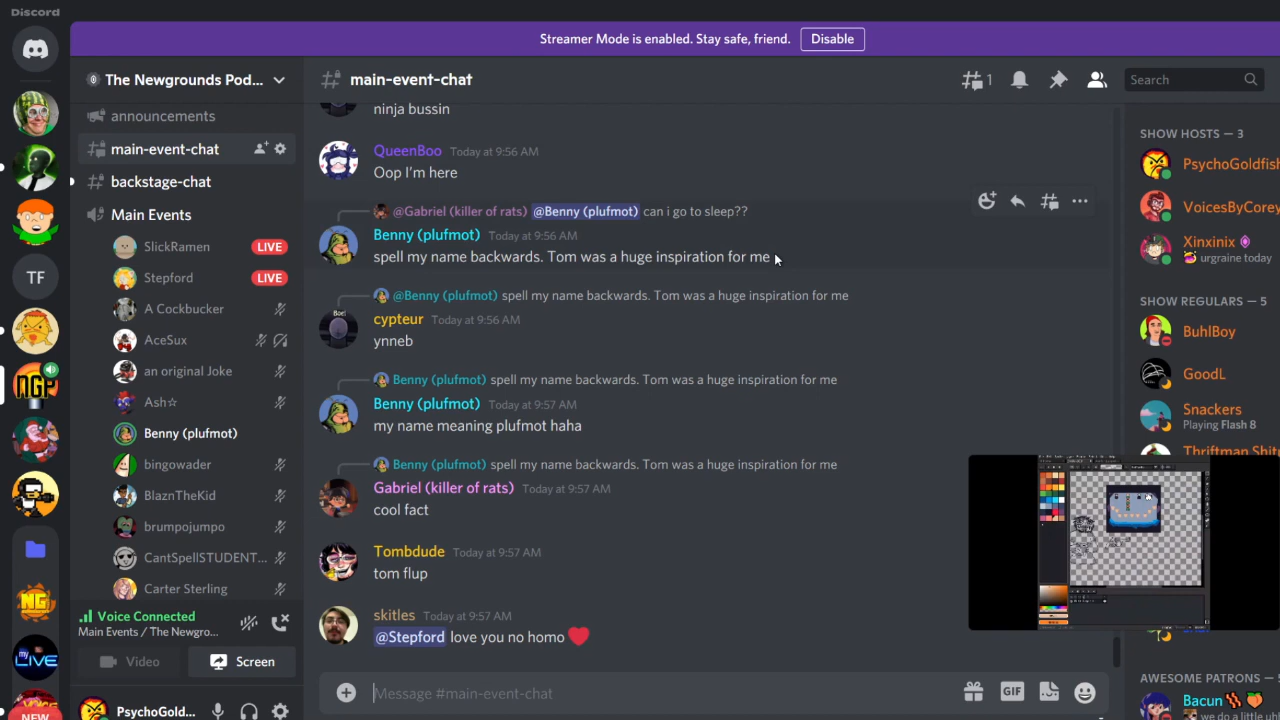 Discord
Streamer Mode is enabled. Stay safe, friend.
Disable
The Newgrounds Pod...
announcements
main-event-chat
backstage-chat
Main Events
SlickRamen
LIVE
Stepford
LIVE
A Cockbucker
AceSux
an original Joke
Ash☆
Benny (plufmot)
bingowader
BlaznTheKid
brumpojumpo
CantSpellSTUDENT...
Carter Sterling
Voice Connected
Main Events / The Newgro...
Video
Screen
PsychoGold...
TF
NGP
NG
my LIVE
NEW
main-event-chat
1
Search
ninja bussin
QueenBoo Today at 9:56 AM
Oop I'm here
@Gabriel (killer of rats) @Benny (plufmot) can i go to sleep??
Benny (plufmot) Today at 9:56 AM
spell my name backwards. Tom was a huge inspiration for me
@Benny (plufmot) spell my name backwards. Tom was a huge inspiration for me
cypteur Today at 9:56 AM
ynneb
Benny (plufmot) spell my name backwards. Tom was a huge inspiration for me
Benny (plufmot) Today at 9:57 AM
my name meaning plufmot haha
Benny (plufmot) spell my name backwards. Tom was a huge inspiration for me
Gabriel (killer of rats) Today at 9:57 AM
cool fact
Tombdude Today at 9:57 AM
tom flup
skitles Today at 9:57 AM
@Stepford love you no homo ❤️
Message #main-event-chat
GIF
SHOW HOSTS — 3
PsychoGoldfish
VoicesByCorey
Xinxinix
urgraine today
SHOW REGULARS — 5
BuhlBoy
GoodL
Snackers
Playing Flash 8
Thriftman Shitu
AWESOME PATRONS —
Bacun
we do a little uh